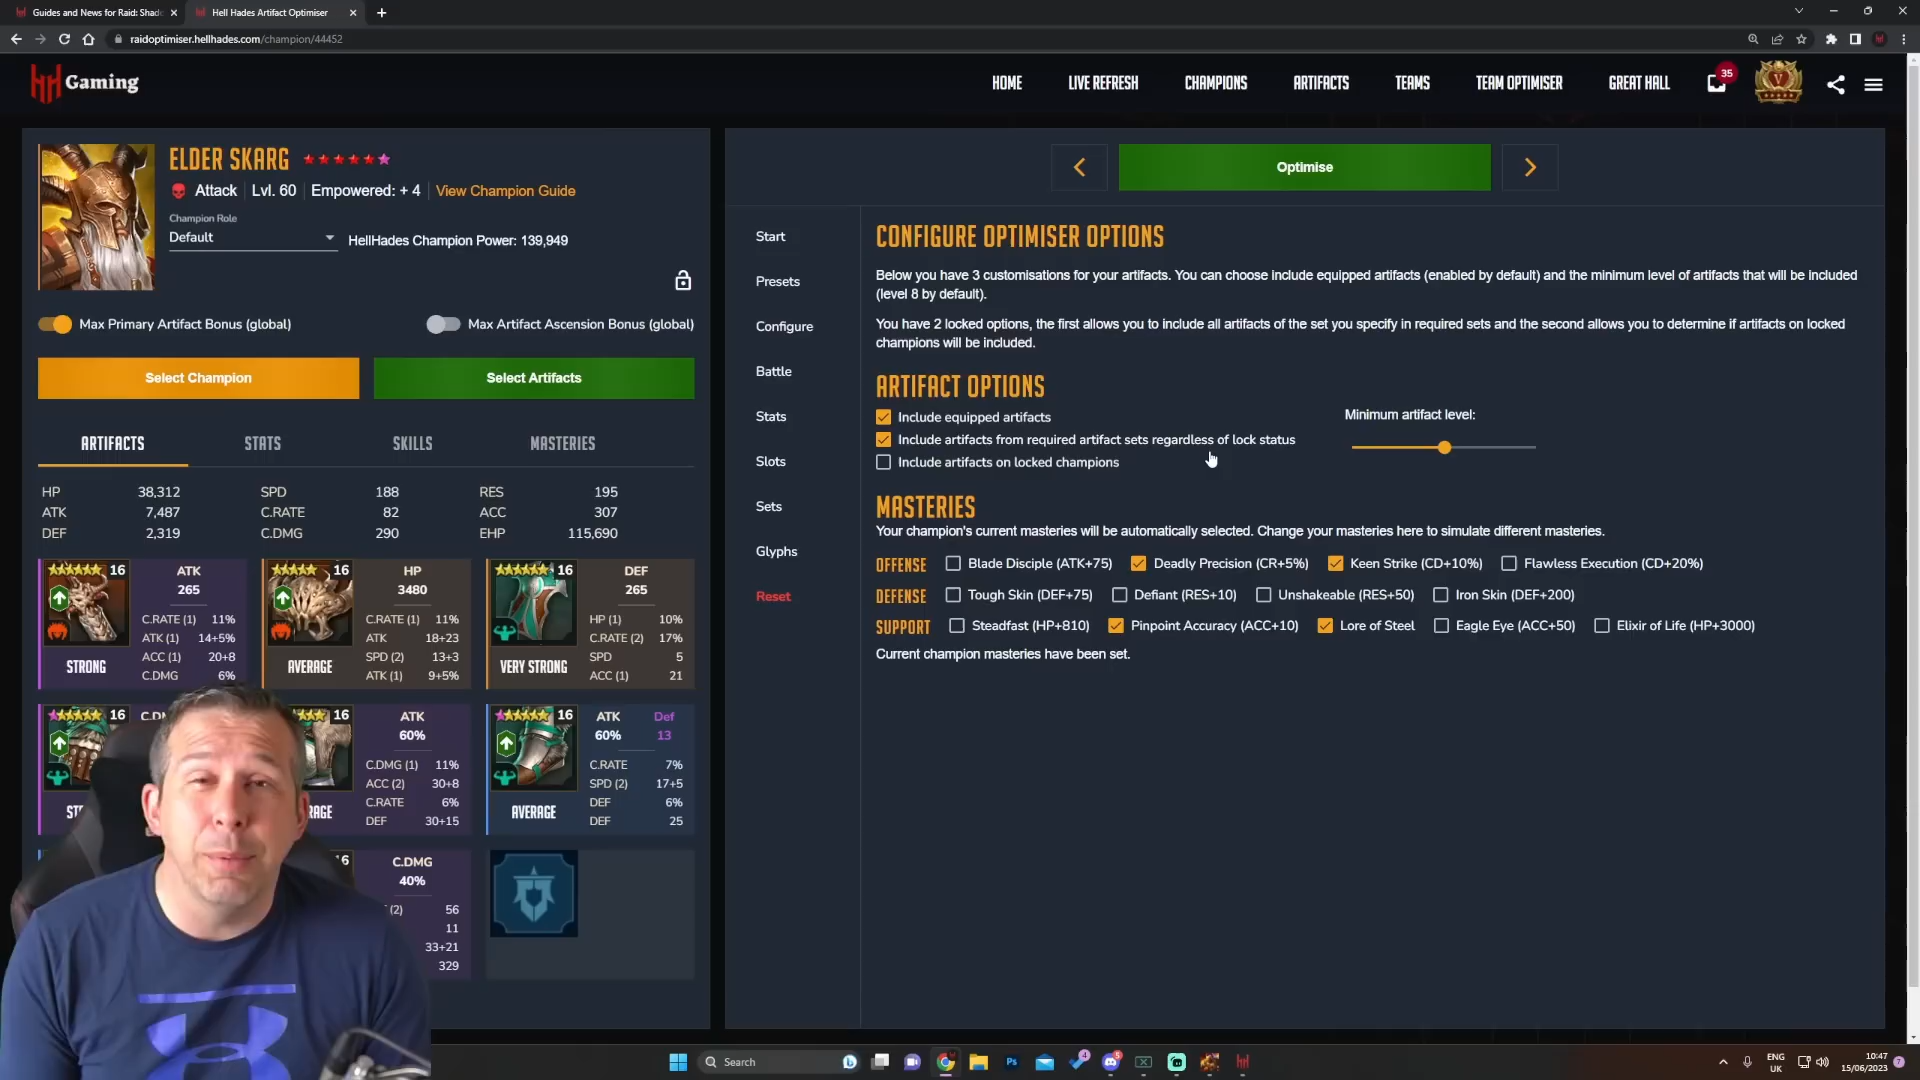 Guides and News for Raid: Shad
Hell Hades Artifact Optimiser
raidoptimiser.hellhades.com/champion/44452
Gaming
HOME
LIVE REFRESH
CHAMPIONS
ARTIFACTS
TEAMS
TEAM OPTIMISER
GREAT HALL
35
V
ELDER SKARG
Attack
Lvl. 60
Empowered: + 4
View Champion Guide
Champion Role
Default
HellHades Champion Power: 139,949
Max Primary Artifact Bonus (global)
Max Artifact Ascension Bonus (global)
Select Champion
Select Artifacts
ARTIFACTS
STATS
SKILLS
MASTERIES
HP 38,312 SPD 188 RES 195
ATK 7,487 C.RATE 82 ACC 307
DEF 2,319 C.DMG 290 EHP 115,690
16
ATK
265
C.RATE (1) 11%
ATK (1) 14+5%
ACC (1) 20+8
C.DMG 6%
STRONG
16
HP
3480
C.RATE (1) 11%
ATK 18+23
SPD (2) 13+3
ATK (1) 9+5%
AVERAGE
16
DEF
265
HP (1) 10%
C.RATE (2) 17%
SPD 5
ACC (1) 21
VERY STRONG
16
C.DM
ST
16
ATK
60%
C.DMG (1) 11%
ACC (2) 30+8
C.RATE 6%
DEF 30+15
RAGE
16
ATK
60%
Def
13
C.RATE 7%
SPD (2) 17+5
DEF 6%
DEF 25
AVERAGE
16
C.DMG
40%
(2) 56
11
33+21
329
Optimise
Start
Presets
Configure
Battle
Stats
Slots
Sets
Glyphs
Reset
CONFIGURE OPTIMISER OPTIONS
Below you have 3 customisations for your artifacts. You can choose include equipped artifacts (enabled by default) and the minimum level of artifacts that will be included
(level 8 by default).
You have 2 locked options, the first allows you to include all artifacts of the set you specify in required sets and the second allows you to determine if artifacts on locked
champions will be included.
ARTIFACT OPTIONS
Include equipped artifacts
Include artifacts from required artifact sets regardless of lock status
Include artifacts on locked champions
Minimum artifact level:
MASTERIES
Your champion's current masteries will be automatically selected. Change your masteries here to simulate different masteries.
OFFENSE Blade Disciple (ATK+75) Deadly Precision (CR+5%) Keen Strike (CD+10%) Flawless Execution (CD+20%)
DEFENSE Tough Skin (DEF+75) Defiant (RES+10) Unshakeable (RES+50) Iron Skin (DEF+200)
SUPPORT Steadfast (HP+810) Pinpoint Accuracy (ACC+10) Lore of Steel Eagle Eye (ACC+50) Elixir of Life (HP+3000)
Current champion masteries have been set.
Search
Ps
4
ENG
UK
10:47
15/06/2023
7